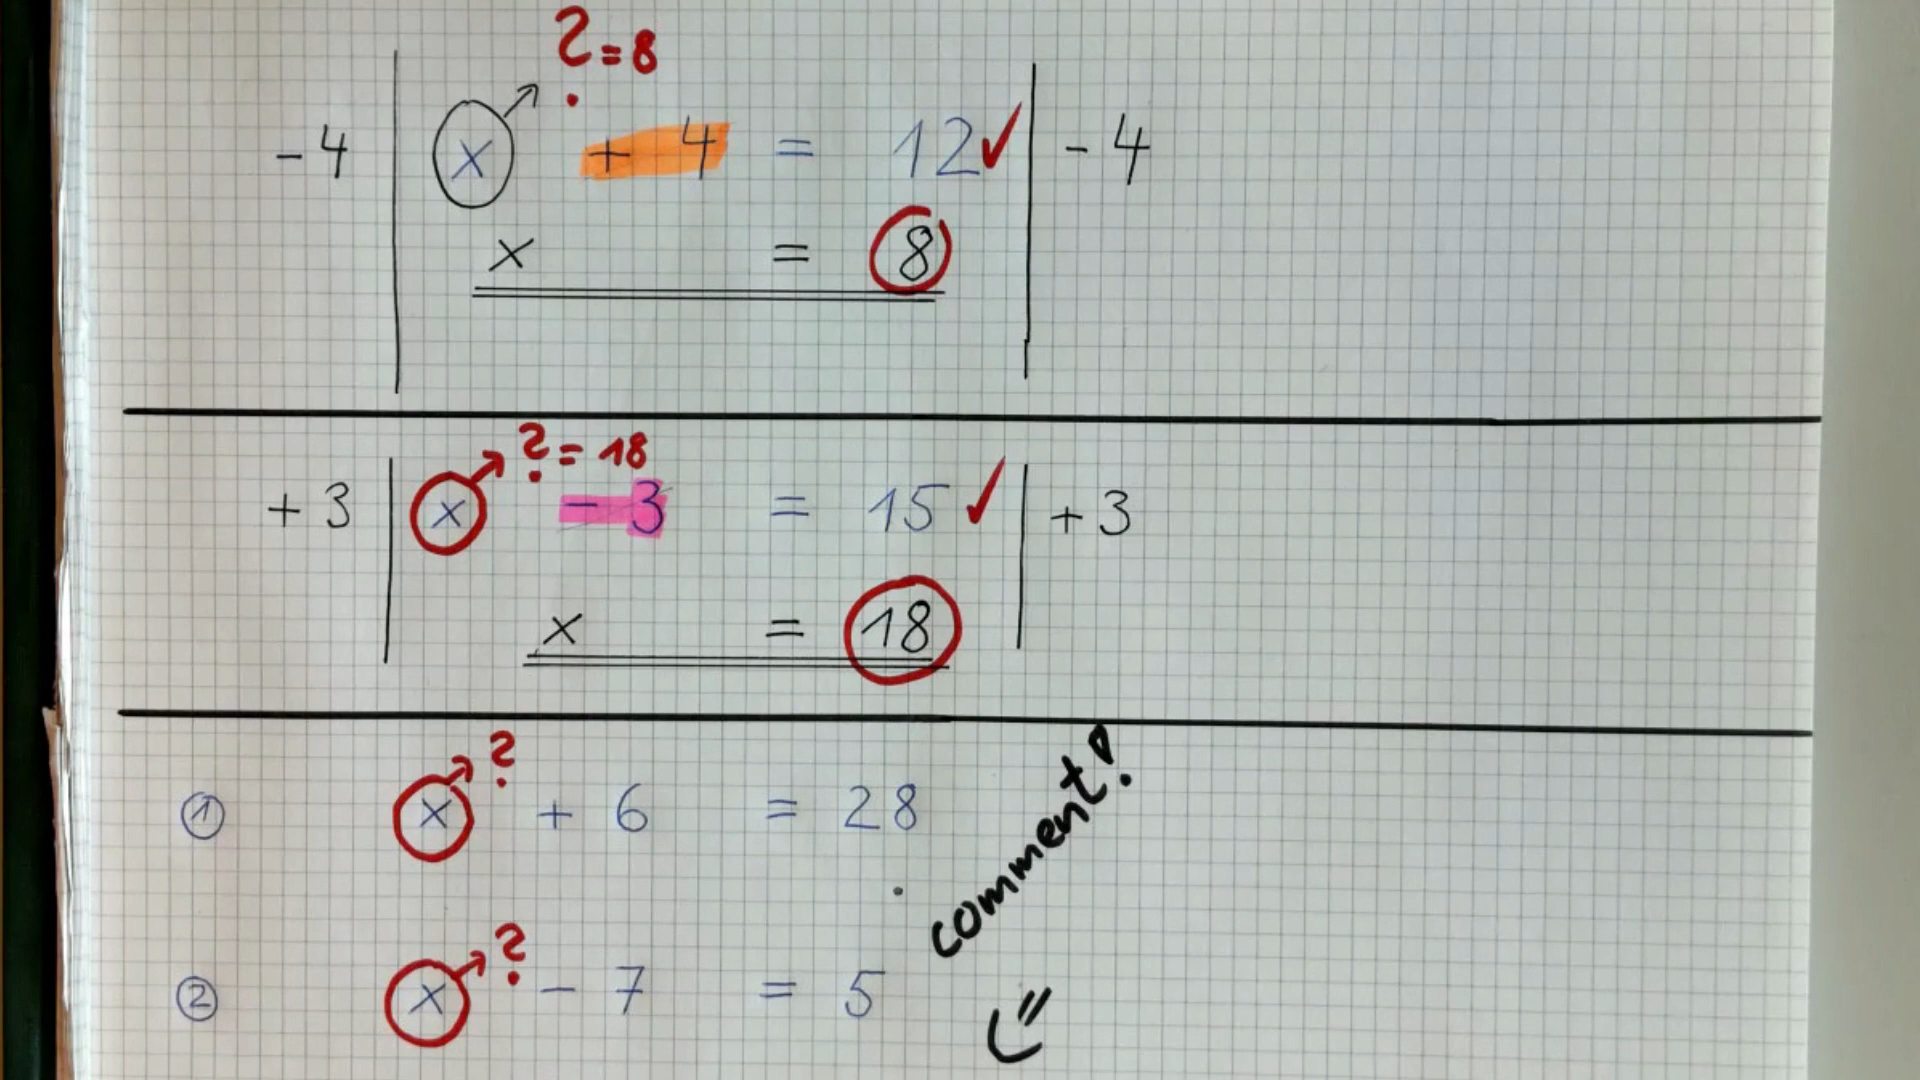 ? = 8
- 4 | x + 4 = 12 ✓ | - 4
x = 8
? = 18
+ 3 | x - 3 = 15 ✓ | + 3
x = 18
① x ? + 6 = 28
② x ? - 7 = 5
comment!